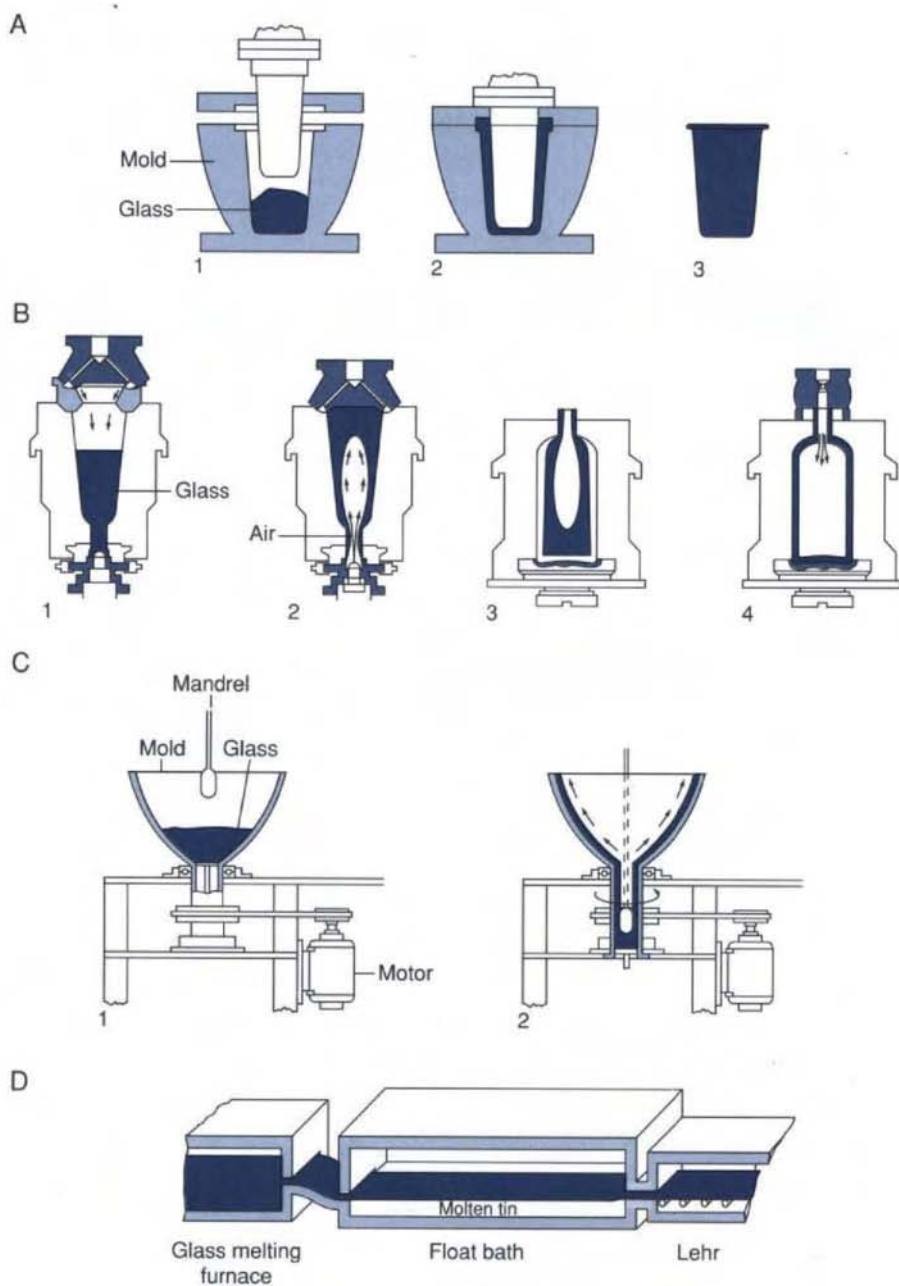 A
Mold
Glass
1
2
3
B
Glass
Air
1
2
3
4
C
Mandrel
Mold
Glass
Motor
1
2
D
Molten tin
Glass melting
furnace
Float bath
Lehr